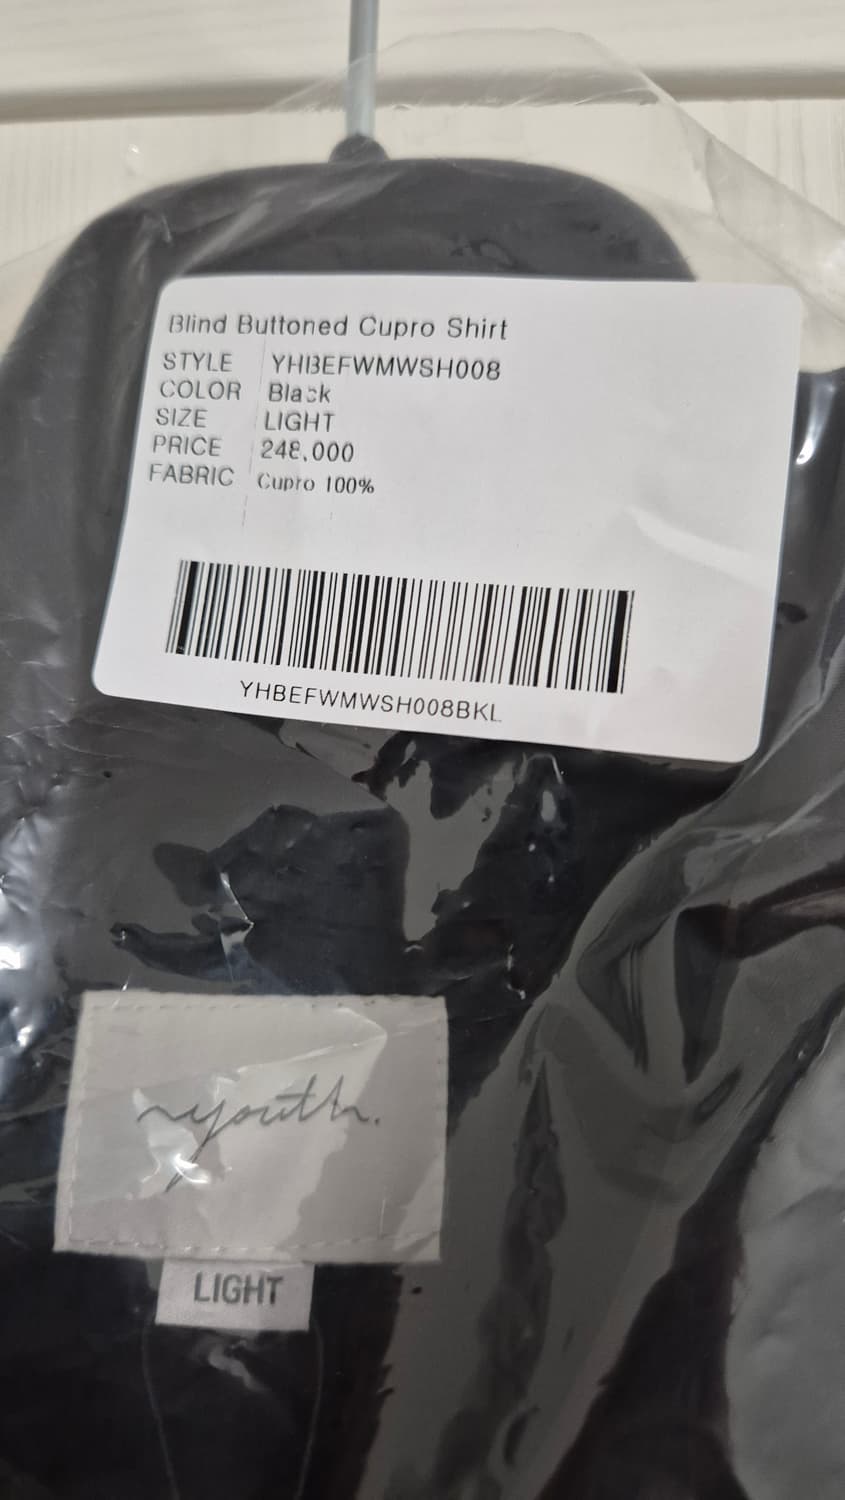 Blind Buttoned Cupro Shirt
STYLE YHBEFWMWSH008
COLOR Black
SIZE LIGHT
PRICE 248,000
FABRIC Cupro 100%
YHBEFWMWSH008BKL
youth.
LIGHT